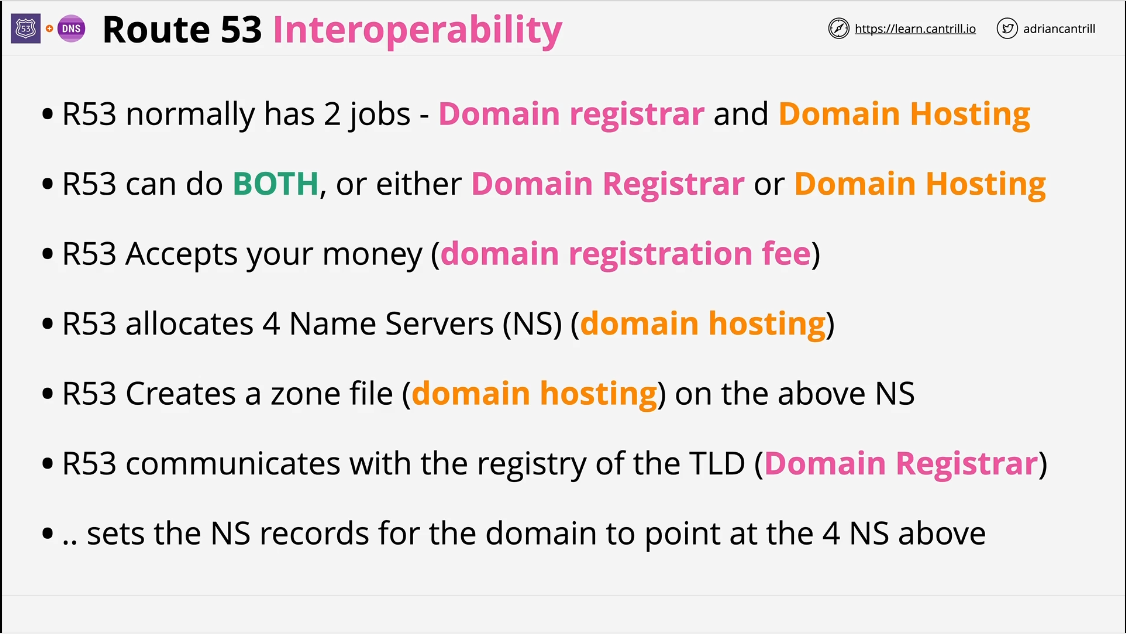 53 DNS Route 53 Interoperability https://learn.cantrill.io adriancantrill
• R53 normally has 2 jobs - Domain registrar and Domain Hosting
• R53 can do BOTH, or either Domain Registrar or Domain Hosting
• R53 Accepts your money (domain registration fee)
• R53 allocates 4 Name Servers (NS) (domain hosting)
• R53 Creates a zone file (domain hosting) on the above NS
• R53 communicates with the registry of the TLD (Domain Registrar)
• .. sets the NS records for the domain to point at the 4 NS above